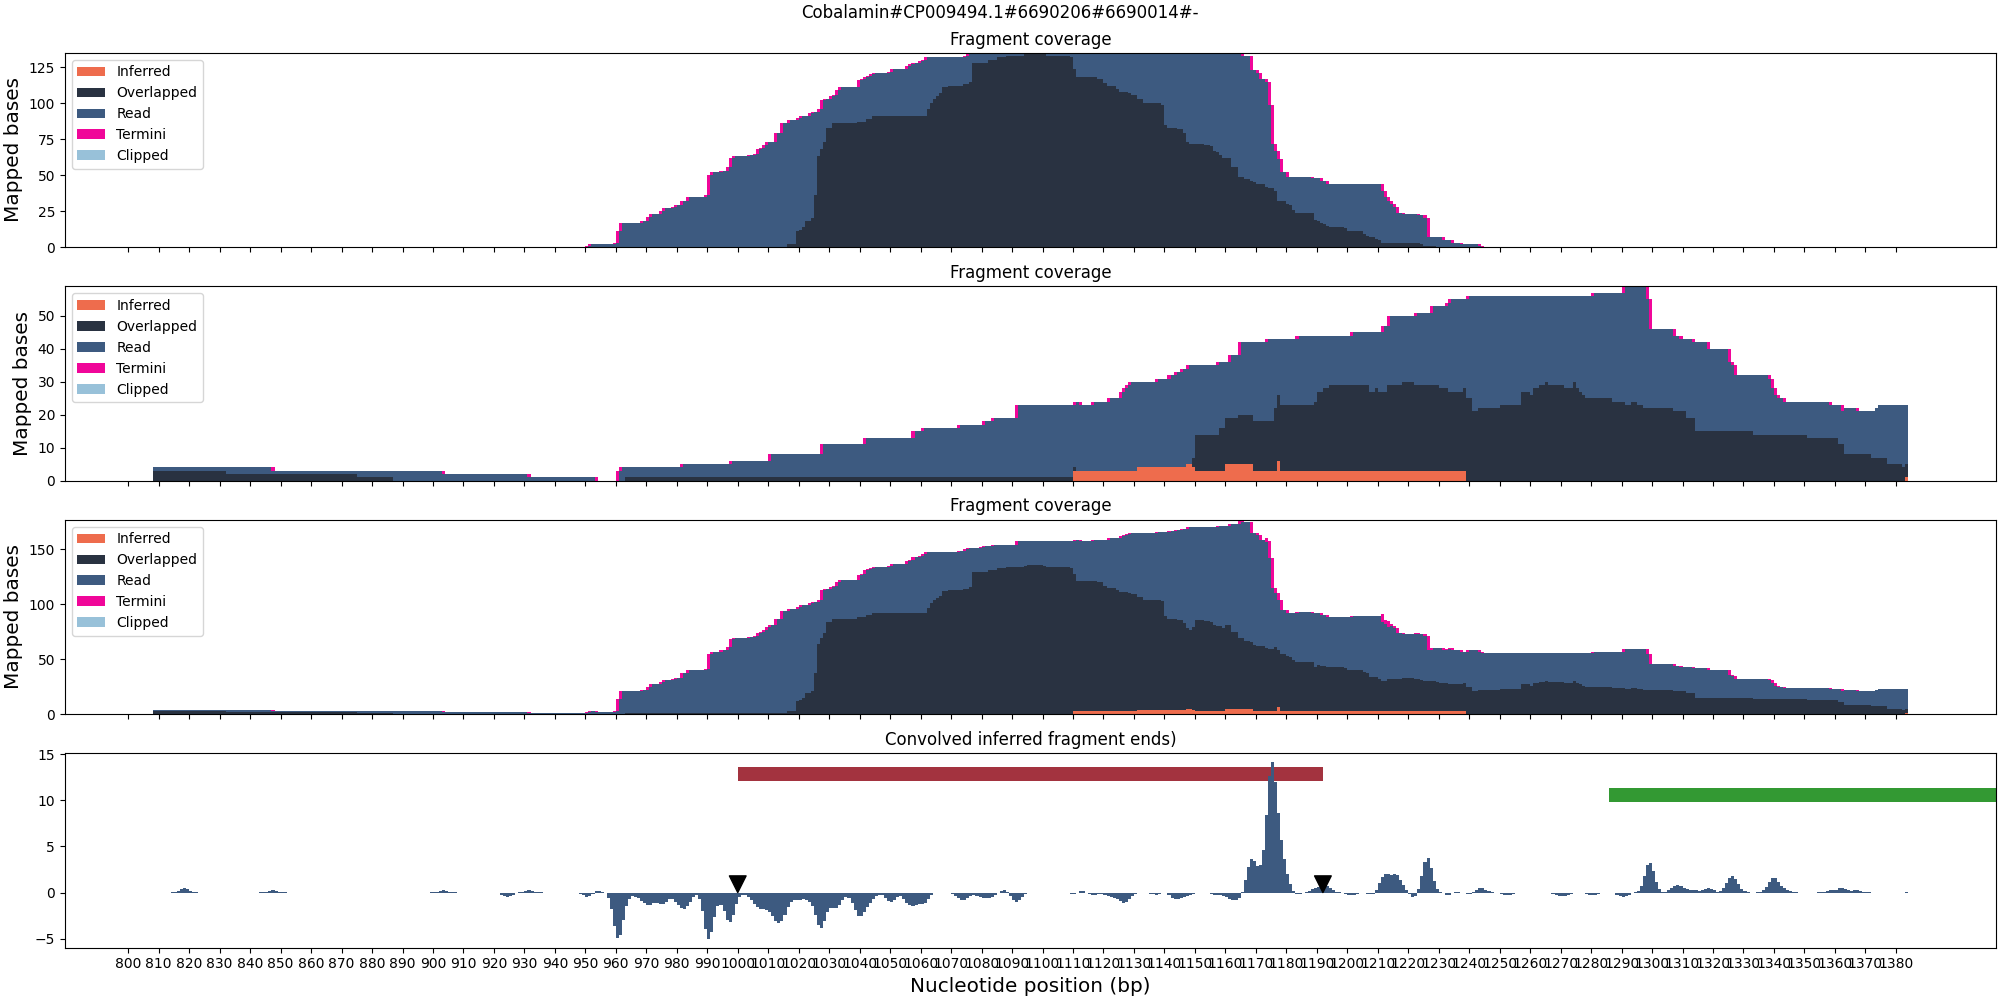 Cobalamin#CP009494.1#6690206#6690014#-
Fragment coverage
Mapped bases
125
100
75
50
25
0
Inferred
Overlapped
Read
Termini
Clipped
Fragment coverage
Mapped bases
50
40
30
20
10
0
Inferred
Overlapped
Read
Termini
Clipped
Fragment coverage
Mapped bases
150
100
50
0
Inferred
Overlapped
Read
Termini
Clipped
Convolved inferred fragment ends)
15
10
5
0
−5
800 810 820 830 840 850 860 870 880 890 900 910 920 930 940 950 960 970 980 990 1000 1010 1020 1030 1040 1050 1060 1070 1080 1090 1100 1110 1120 1130 1140 1150 1160 1170 1180 1190 1200 1210 1220 1230 1240 1250 1260 1270 1280 1290 1300 1310 1320 1330 1340 1350 1360 1370 1380
Nucleotide position (bp)